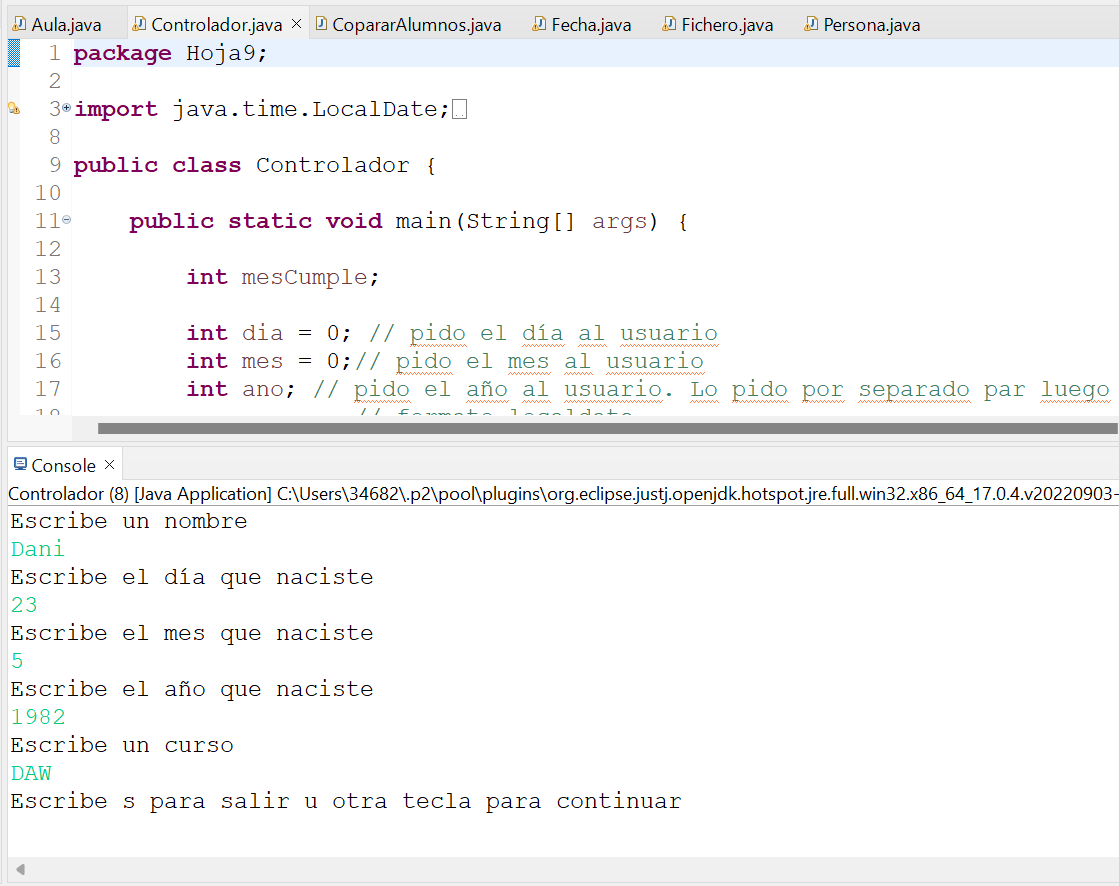 Aula.java Controlador.java CopararAlumnos.java Fecha.java Fichero.java Persona.java
1 package Hoja9;
2
3 import java.time.LocalDate;
8
9 public class Controlador {
10
11 public static void main(String[] args) {
12
13 int mesCumple;
14
15 int dia = 0; // pido el día al usuario
16 int mes = 0;// pido el mes al usuario
17 int ano; // pido el año al usuario. Lo pido por separado par luego
18 // formato localdate
Console
Controlador (8) [Java Application] C:\Users\34682\.p2\pool\plugins\org.eclipse.justj.openjdk.hotspot.jre.full.win32.x86_64_17.0.4.v20220903-
Escribe un nombre
Dani
Escribe el día que naciste
23
Escribe el mes que naciste
5
Escribe el año que naciste
1982
Escribe un curso
DAW
Escribe s para salir u otra tecla para continuar